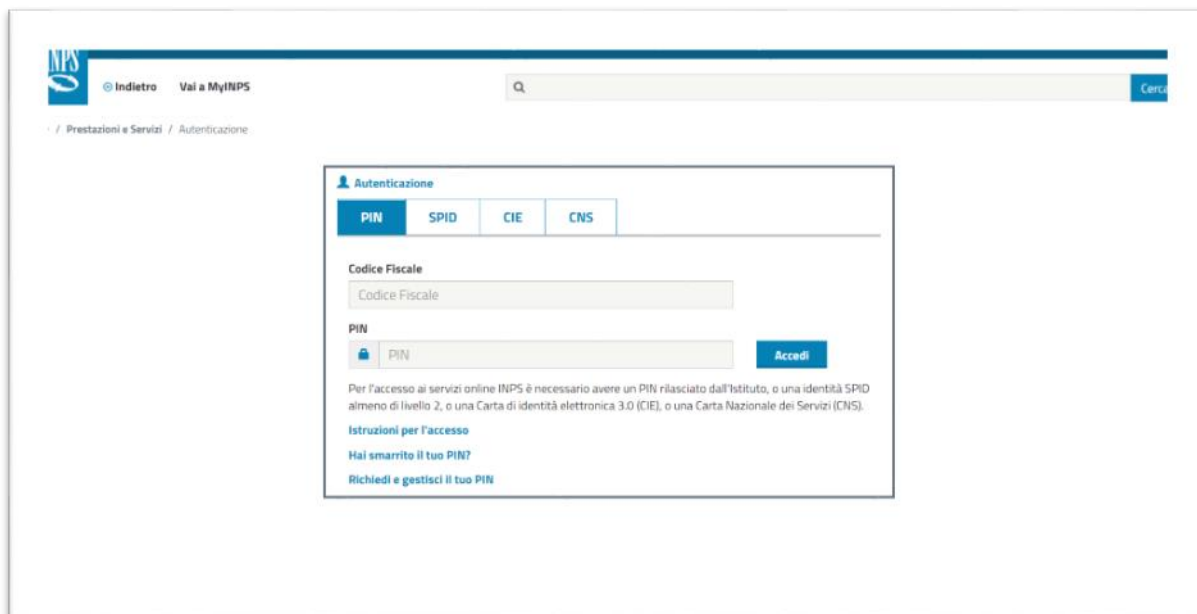 INPS
Indietro Vai a MyINPS
Cerca
/ Prestazioni e Servizi / Autenticazione
Autenticazione
PIN SPID CIE CNS
Codice Fiscale
Codice Fiscale
PIN
PIN
Accedi
Per l'accesso ai servizi online INPS è necessario avere un PIN rilasciato dall'Istituto, o una identità SPID
almeno di livello 2, o una Carta di identità elettronica 3.0 (CIE), o una Carta Nazionale dei Servizi (CNS).
Istruzioni per l'accesso
Hai smarrito il tuo PIN?
Richiedi e gestisci il tuo PIN